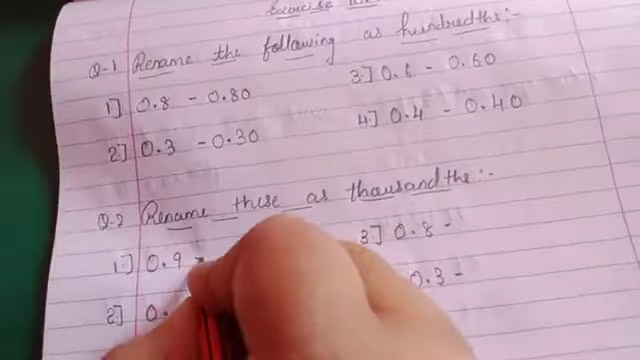 Exercise
Q-1 Rename the following as hundredths:-
1] 0.8 - 0.80
3] 0.6 - 0.60
2] 0.3 - 0.30
4] 0.4 - 0.40
Q-2 Rename these as thousandths:-
1] 0.9 -
3] 0.8 -
2] 0.
0.3 -